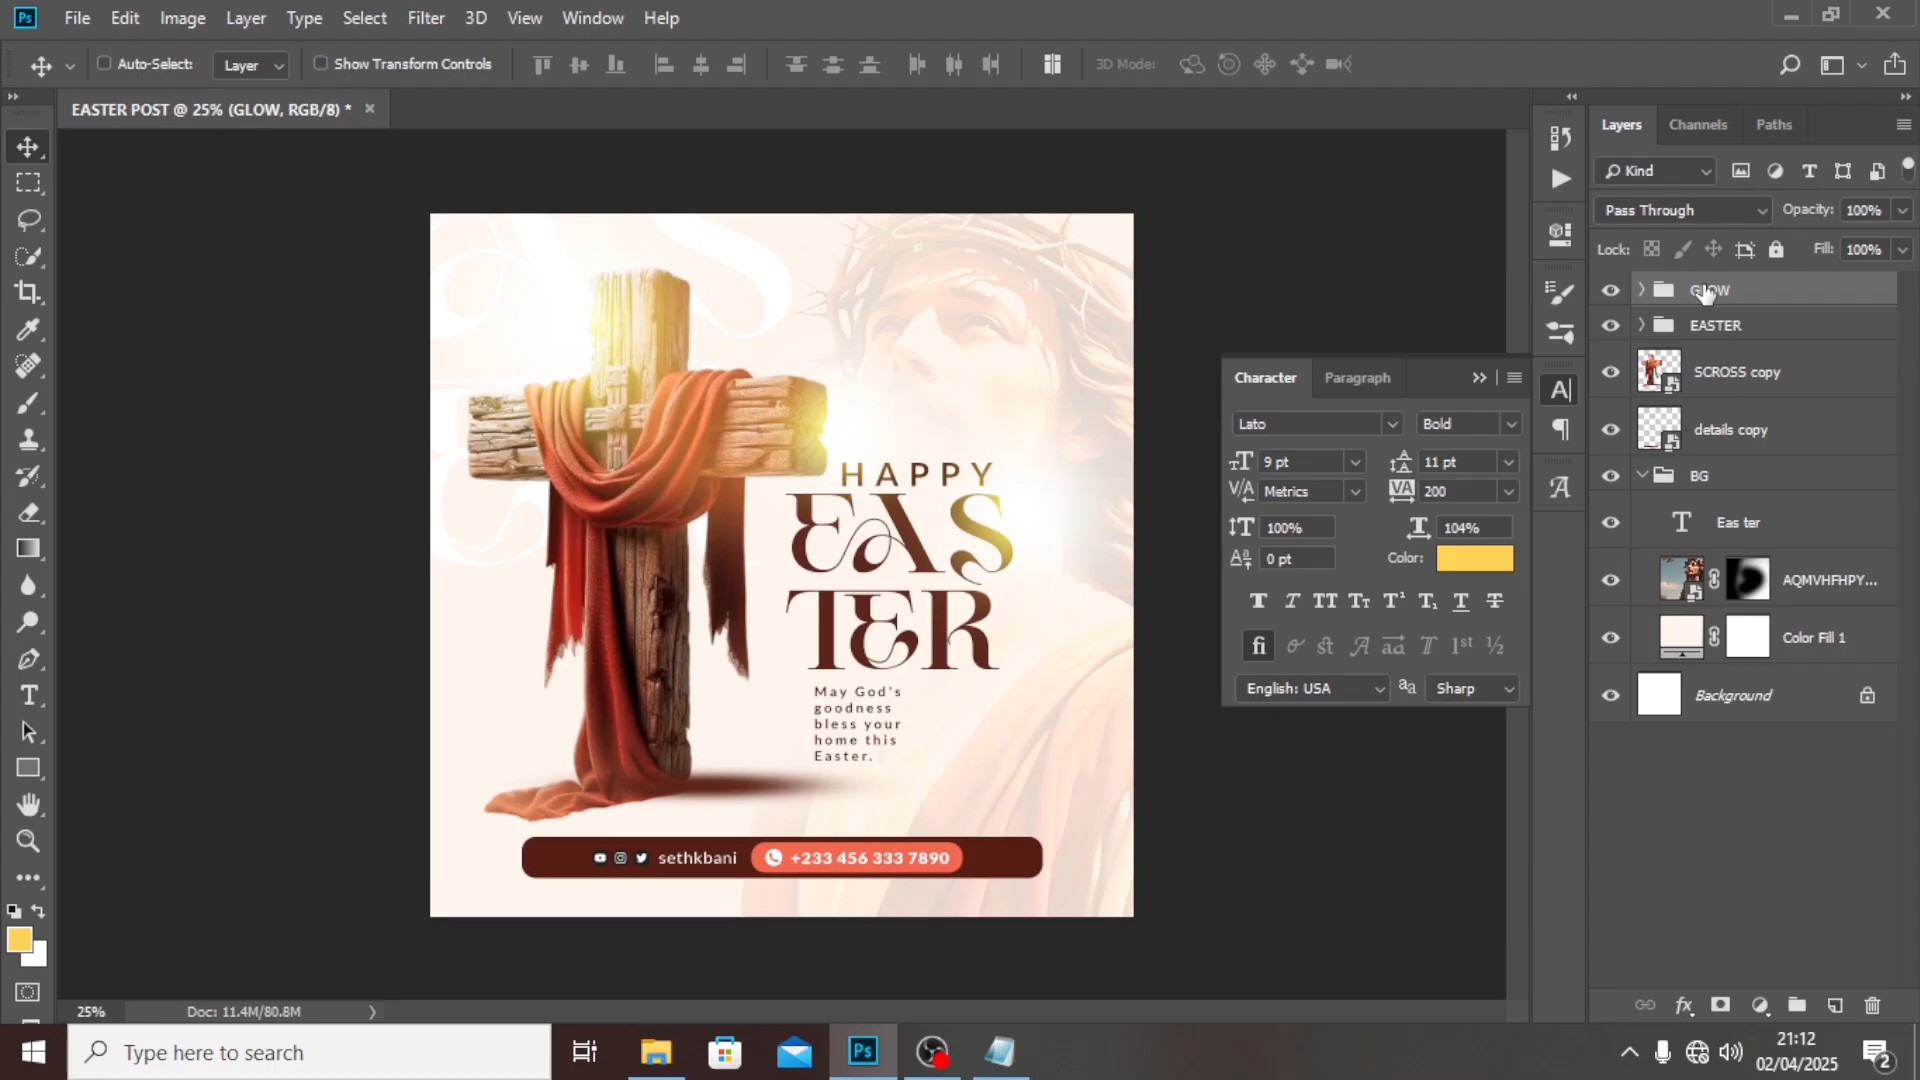 Ps File Edit Image Layer Type Select Filter 3D View Window Help
Auto-Select: Layer Show Transform Controls 3D Mode:
EASTER POST @ 25% (GLOW, RGB/8) *
Layers Channels Paths
Kind
Pass Through Opacity: 100%
Lock: Fill: 100%
GLOW
EASTER
SCROSS copy
details copy
BG
Eas ter
AQMVHFHPY...
Color Fill 1
Background
Character Paragraph
Lato Bold
9 pt 11 pt
Metrics 200
100% 104%
0 pt Color:
English: USA Sharp
HAPPY
EAS
TER
May God's
goodness
bless your
home this
Easter.
sethkbani +233 456 333 7890
25% Doc: 11.4M/80.8M
Type here to search
Ps
21:12
02/04/2025
2